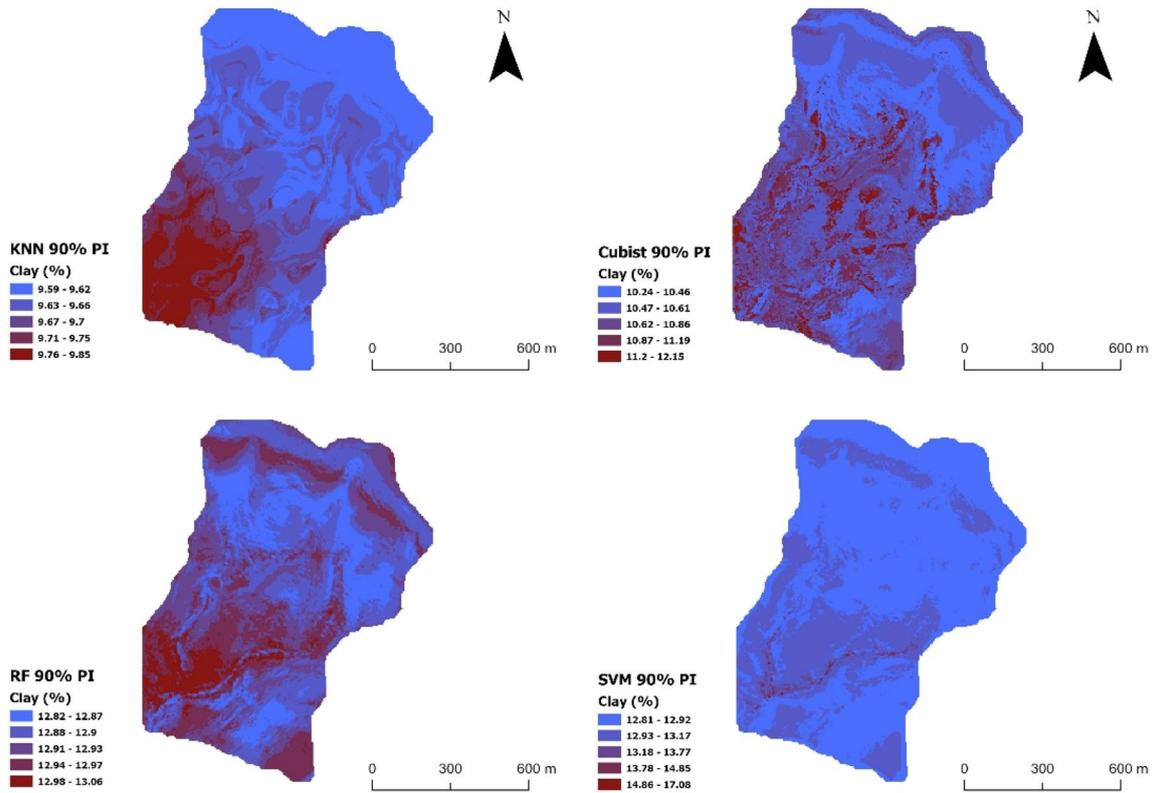 N
KNN 90% PI
Clay (%)
9.59 - 9.62
9.63 - 9.66
9.67 - 9.7
9.71 - 9.75
9.76 - 9.85
0 300 600 m
N
Cubist 90% PI
Clay (%)
10.24 - 10.46
10.47 - 10.61
10.62 - 10.86
10.87 - 11.19
11.2 - 12.15
0 300 600 m
RF 90% PI
Clay (%)
12.82 - 12.87
12.88 - 12.9
12.91 - 12.93
12.94 - 12.97
12.98 - 13.06
0 300 600 m
SVM 90% PI
Clay (%)
12.81 - 12.92
12.93 - 13.17
13.18 - 13.77
13.78 - 14.85
14.86 - 17.08
0 300 600 m